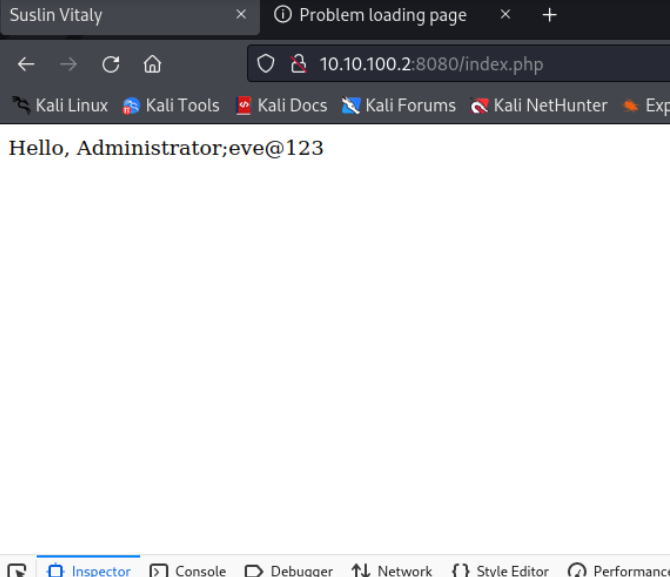 Suslin Vitaly × Problem loading page × +
10.10.100.2:8080/index.php
Kali Linux Kali Tools Kali Docs Kali Forums Kali NetHunter Exp
Hello, Administrator;eve@123
Inspector Console Debugger Network {} Style Editor Performanc